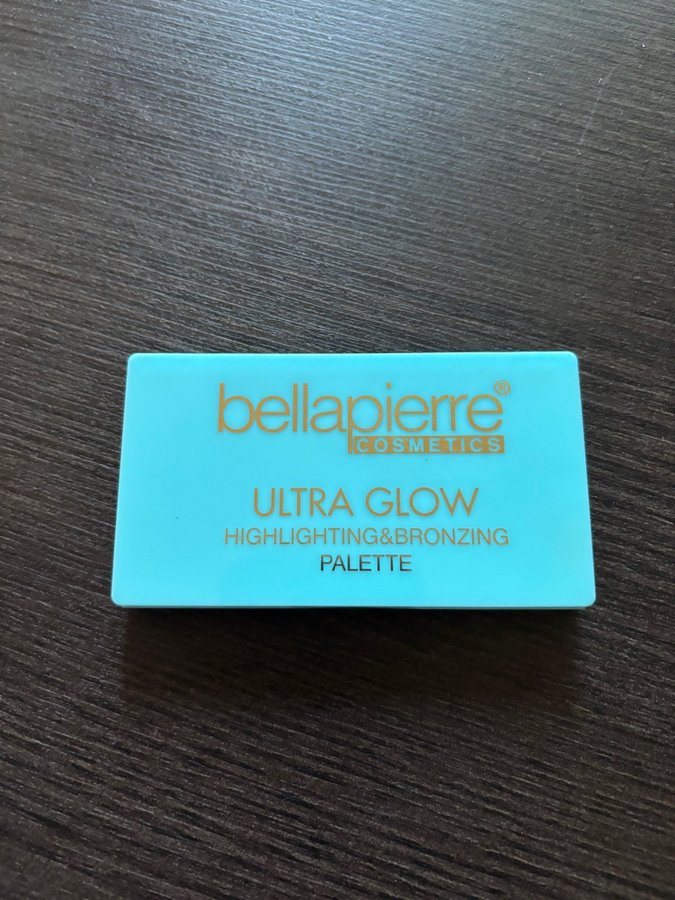 bellapierre®
COSMETICS
ULTRA GLOW
HIGHLIGHTING&BRONZING
PALETTE